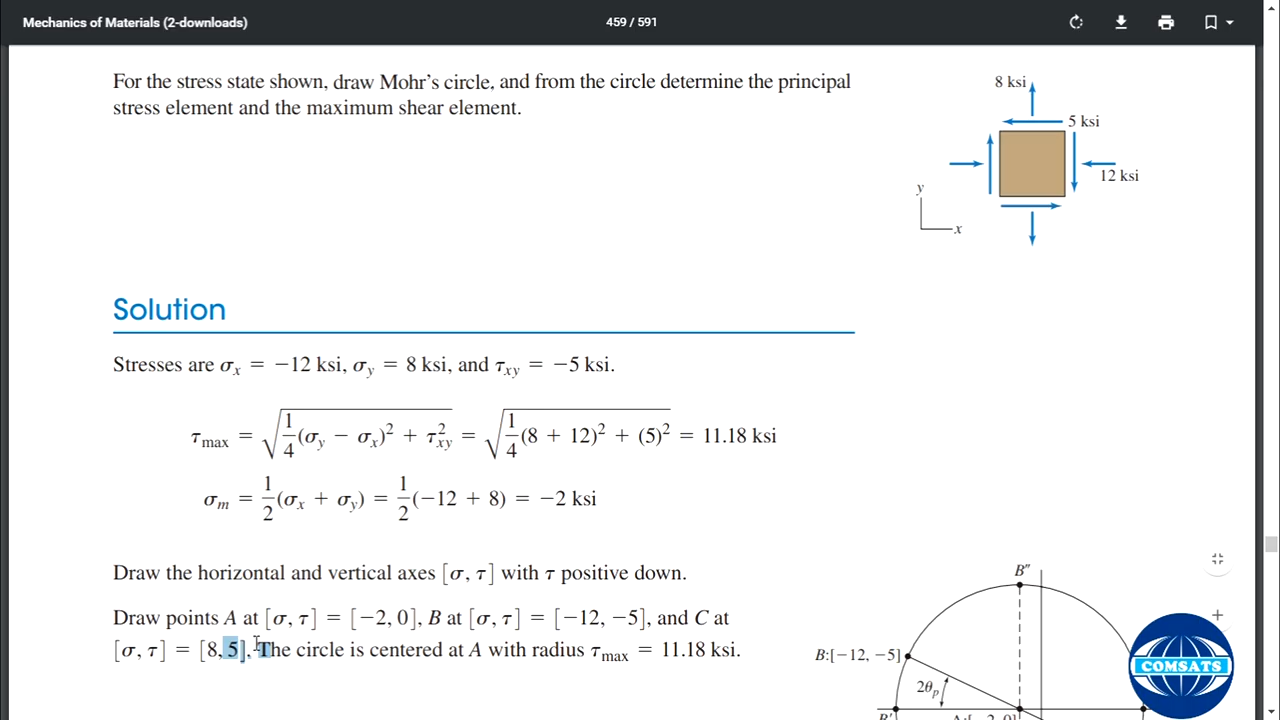 Mechanics of Materials (2-downloads)
459 / 591
For the stress state shown, draw Mohr's circle, and from the circle determine the principal
stress element and the maximum shear element.
8 ksi
5 ksi
12 ksi
y
x
Solution
Stresses are σx = −12 ksi, σy = 8 ksi, and τxy = −5 ksi.
τmax = √(1/4(σy − σx)² + τ²xy) = √(1/4(8 + 12)² + (5)²) = 11.18 ksi
σm = 1/2(σx + σy) = 1/2(−12 + 8) = −2 ksi
Draw the horizontal and vertical axes [σ, τ] with τ positive down.
Draw points A at [σ, τ] = [−2, 0], B at [σ, τ] = [−12, −5], and C at
[σ, τ] = [8, 5]. The circle is centered at A with radius τmax = 11.18 ksi.
B″
B:[−12, −5]
2θp
COMSATS